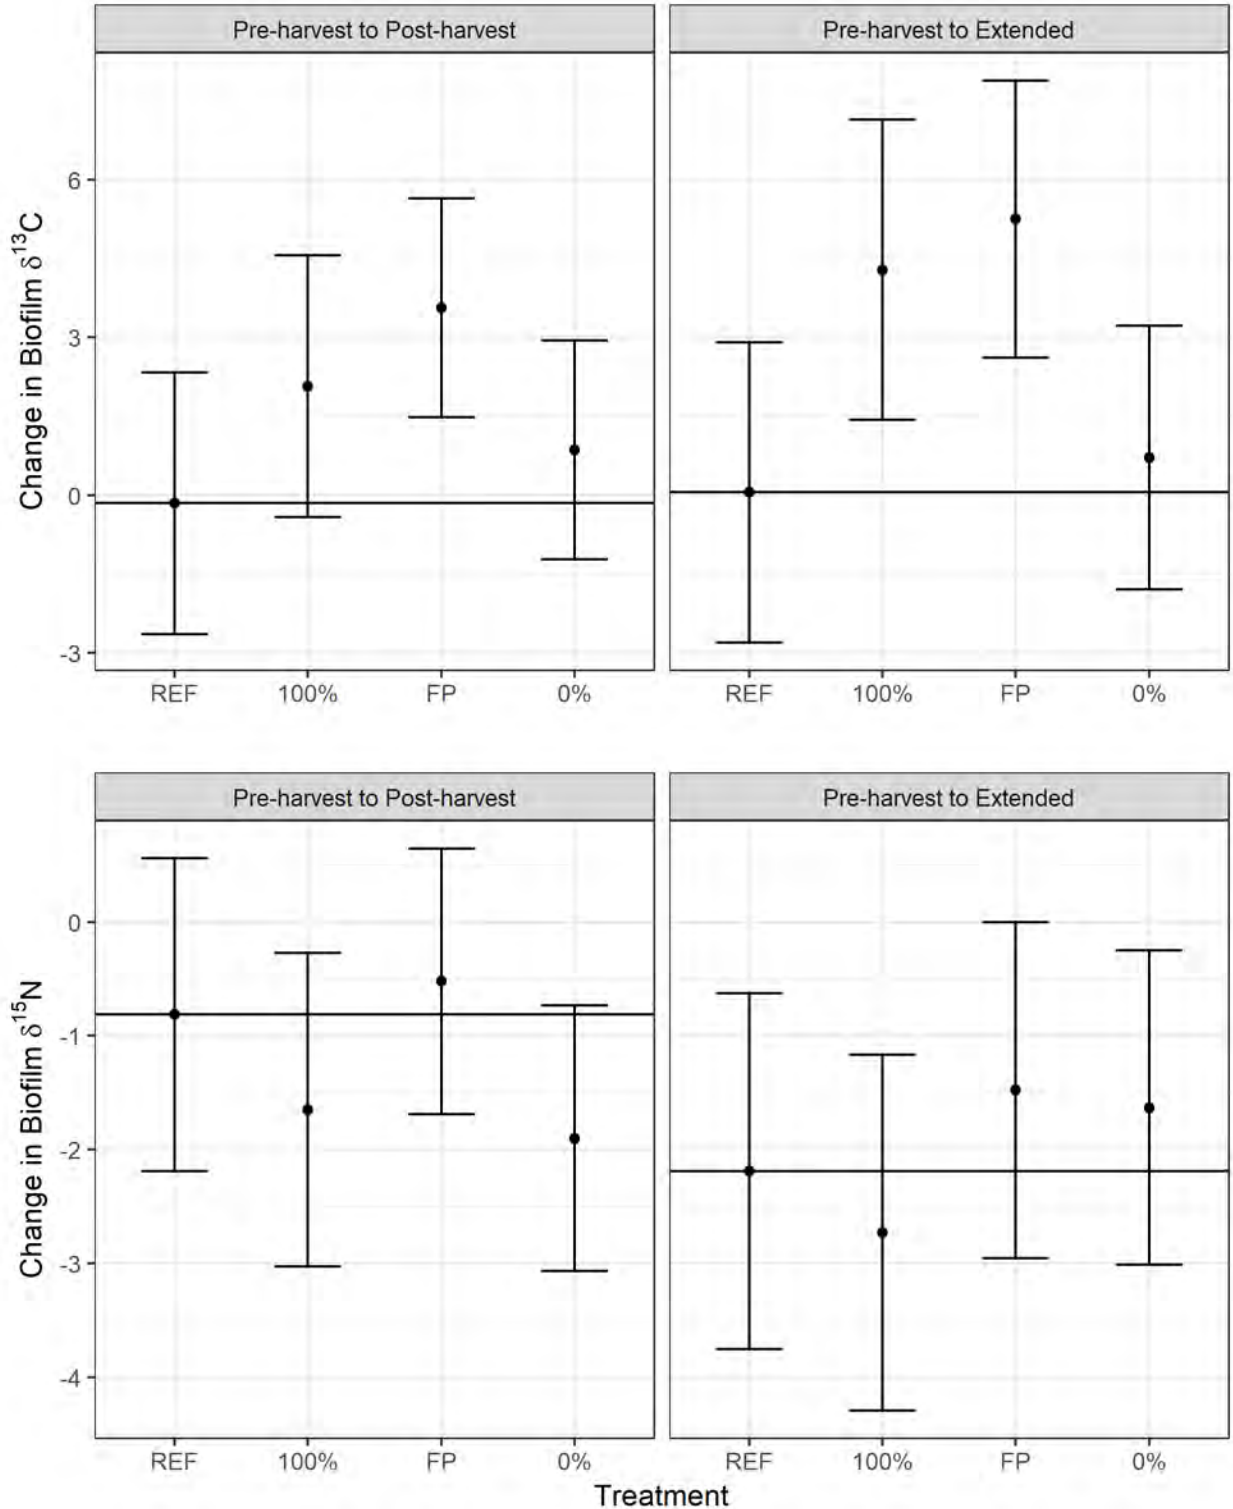 Pre-harvest to Post-harvest Pre-harvest to Extended
Change in Biofilm δ¹³C
6
3
0
-3
REF 100% FP 0% REF 100% FP 0%
Pre-harvest to Post-harvest Pre-harvest to Extended
Change in Biofilm δ¹⁵N
0
-1
-2
-3
-4
REF 100% FP 0% REF 100% FP 0%
Treatment